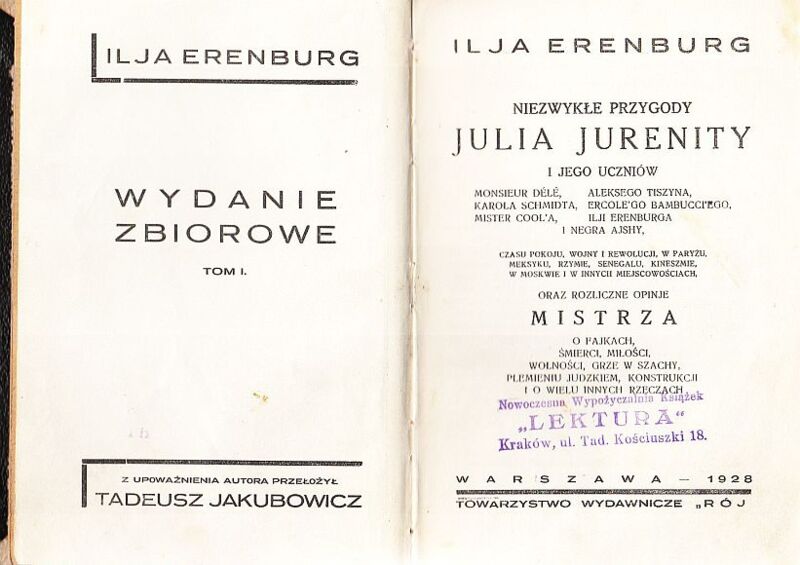 ILJA ERENBURG
WYDANIE
ZBIOROWE
TOM I.
Z UPOWAŻNIENIA AUTORA PRZEŁOŻYŁ
TADEUSZ JAKUBOWICZ
ILJA ERENBURG
NIEZWYKŁE PRZYGODY
JULIA JURENITY
I JEGO UCZNIÓW
MONSIEUR DÉLÉ, ALEKSEGO TISZYNA,
KAROLA SCHMIDTA, ERCOLE'GO BAMBUCCI'EGO,
MISTER COOL'A, ILJI ERENBURGA
I NEGRA AJSHY,
CZASU POKOJU, WOJNY I REWOLUCJI, W PARYŻU,
MEKSYKU, RZYMIE, SENEGALU, KINESZMIE,
W MOSKWIE I W INNYCH MIEJSCOWOŚCIACH,
ORAZ ROZLICZNE OPINJE
MISTRZA
O FAJKACH,
ŚMIERCI, MIŁOŚCI,
WOLNOŚCI, GRZE W SZACHY,
PLEMIENIU JUDZKIEM, KONSTRUKCJI
I O WIELU INNYCH RZECZACH
Nowoczesna Wypożyczalnia Książek
„LEKTURA"
Kraków, ul. Tad. Kościuszki 18.
WARSZAWA — 1928
TOWARZYSTWO WYDAWNICZE „RÓJ